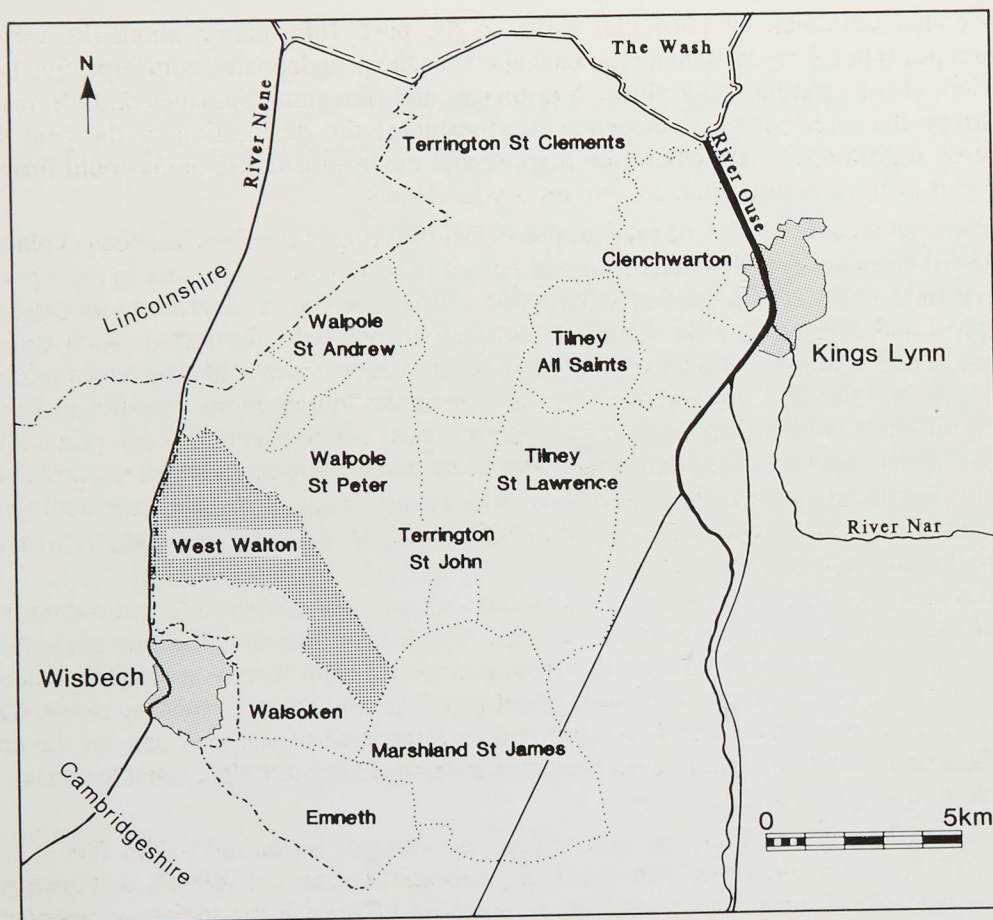 The Wash
N
River Nene
Terrington St Clements
River Ouse
Clenchwarton
Lincolnshire
Walpole
St Andrew
Tilney
All Saints
Kings Lynn
Walpole
St Peter
Tilney
St Lawrence
River Nar
West Walton
Terrington
St John
Wisbech
Walsoken
Marshland St James
Emneth
Cambridgeshire
0 5km